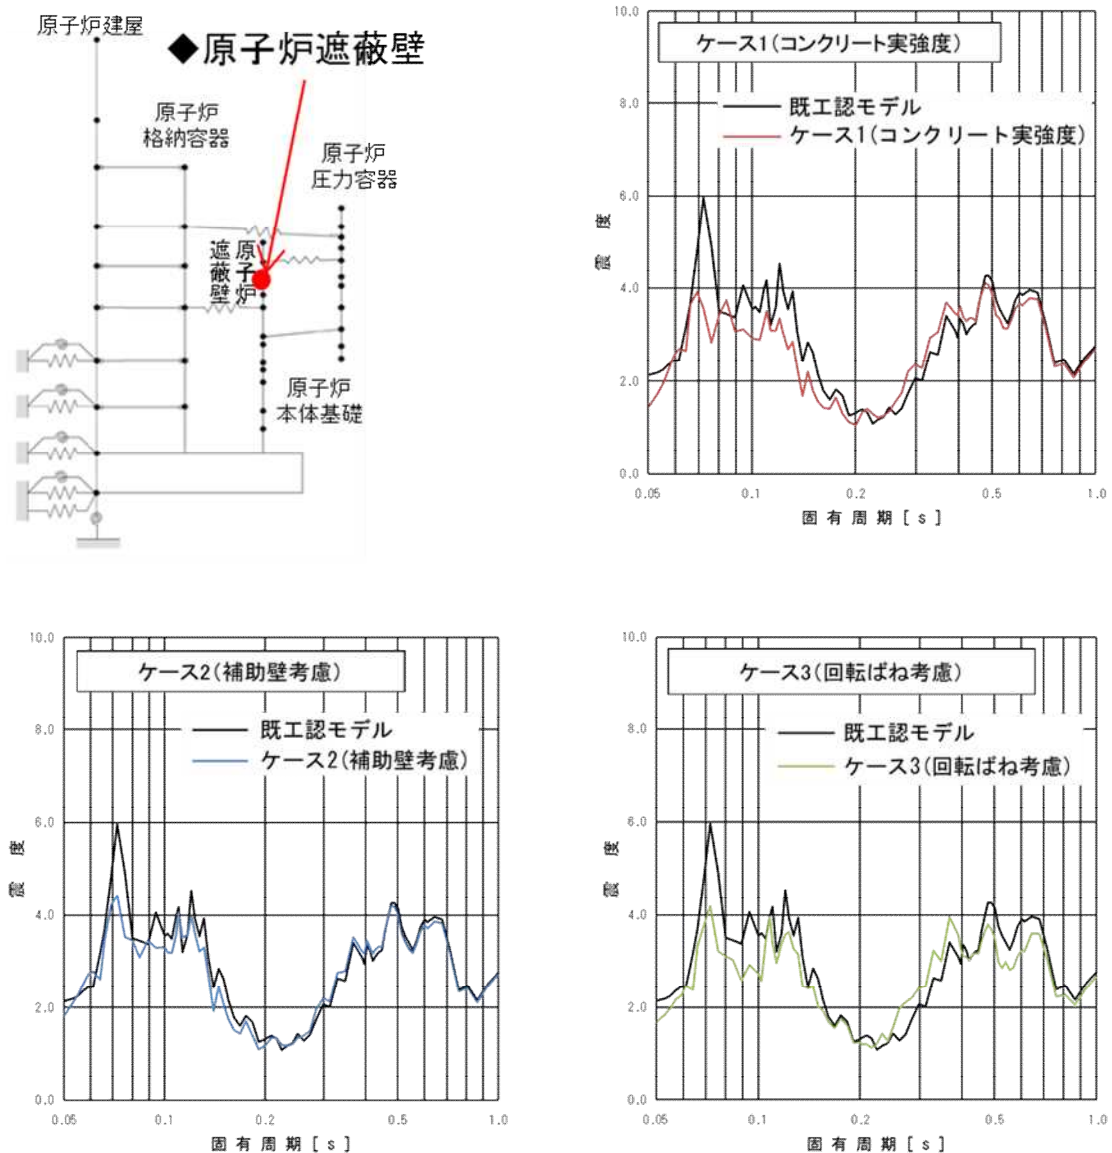 原子炉建屋
◆原子炉遮蔽壁
原子炉
格納容器
原子炉
圧力容器
原子炉
遮蔽壁
原子炉
本体基礎
10.0
8.0
6.0
4.0
2.0
0.0
震度
ケース1(コンクリート実強度)
既工認モデル
ケース1(コンクリート実強度)
0.05
0.1
0.2
0.5
1.0
固有周期[s]
10.0
8.0
6.0
4.0
2.0
0.0
震度
ケース2(補助壁考慮)
既工認モデル
ケース2(補助壁考慮)
0.05
0.1
0.2
0.5
1.0
固有周期[s]
10.0
8.0
6.0
4.0
2.0
0.0
震度
ケース3(回転ばね考慮)
既工認モデル
ケース3(回転ばね考慮)
0.05
0.1
0.2
0.5
1.0
固有周期[s]